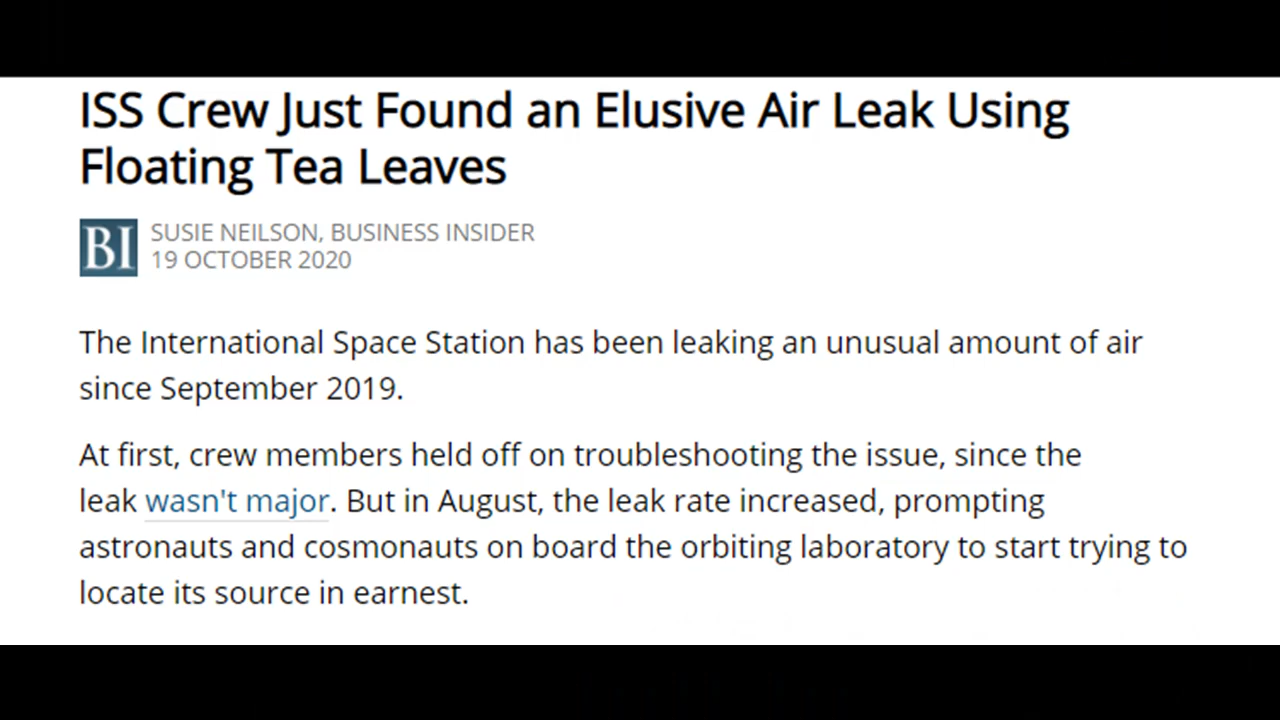 ISS Crew Just Found an Elusive Air Leak Using
Floating Tea Leaves
BI
SUSIE NEILSON, BUSINESS INSIDER
19 OCTOBER 2020
The International Space Station has been leaking an unusual amount of air
since September 2019.
At first, crew members held off on troubleshooting the issue, since the
leak wasn't major. But in August, the leak rate increased, prompting
astronauts and cosmonauts on board the orbiting laboratory to start trying to
locate its source in earnest.